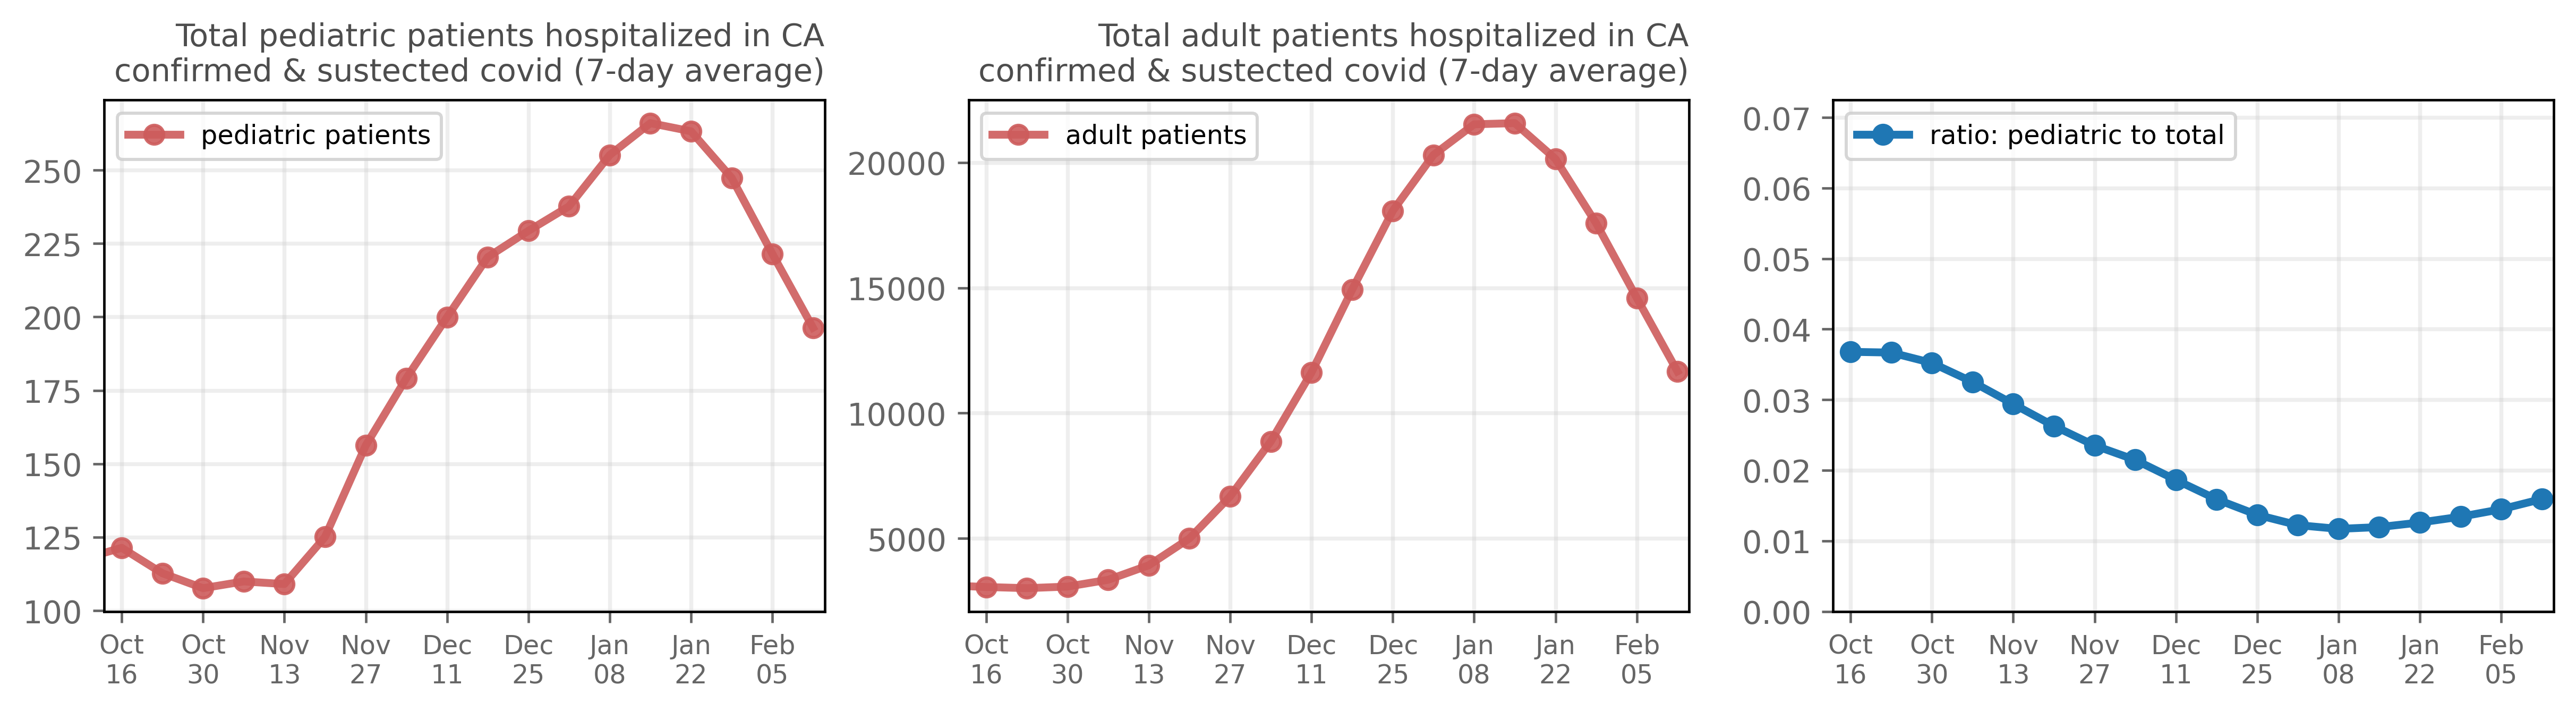 Total pediatric patients hospitalized in CA
confirmed & sustected covid (7-day average)
pediatric patients
250
225
200
175
150
125
100
Oct Oct Nov Nov Dec Dec Jan Jan Feb
16 30 13 27 11 25 08 22 05
Total adult patients hospitalized in CA
confirmed & sustected covid (7-day average)
adult patients
20000
15000
10000
5000
Oct Oct Nov Nov Dec Dec Jan Jan Feb
16 30 13 27 11 25 08 22 05
ratio: pediatric to total
0.07
0.06
0.05
0.04
0.03
0.02
0.01
0.00
Oct Oct Nov Nov Dec Dec Jan Jan Feb
16 30 13 27 11 25 08 22 05